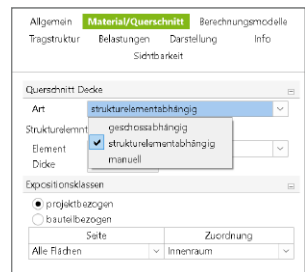 Allgemein Material/Querschnitt Berechnungsmodelle
Tragstruktur Belastungen Darstellung Info
Sichtbarkeit
Querschnitt Decke
Art strukturelementabhängig
geschossabhängig
Strukturelemnt
strukturelementabhängig
Element
manuell
Dicke
Expositionsklassen
projektbezogen
bauteilbezogen
Seite Zuordnung
Alle Flächen Innenraum